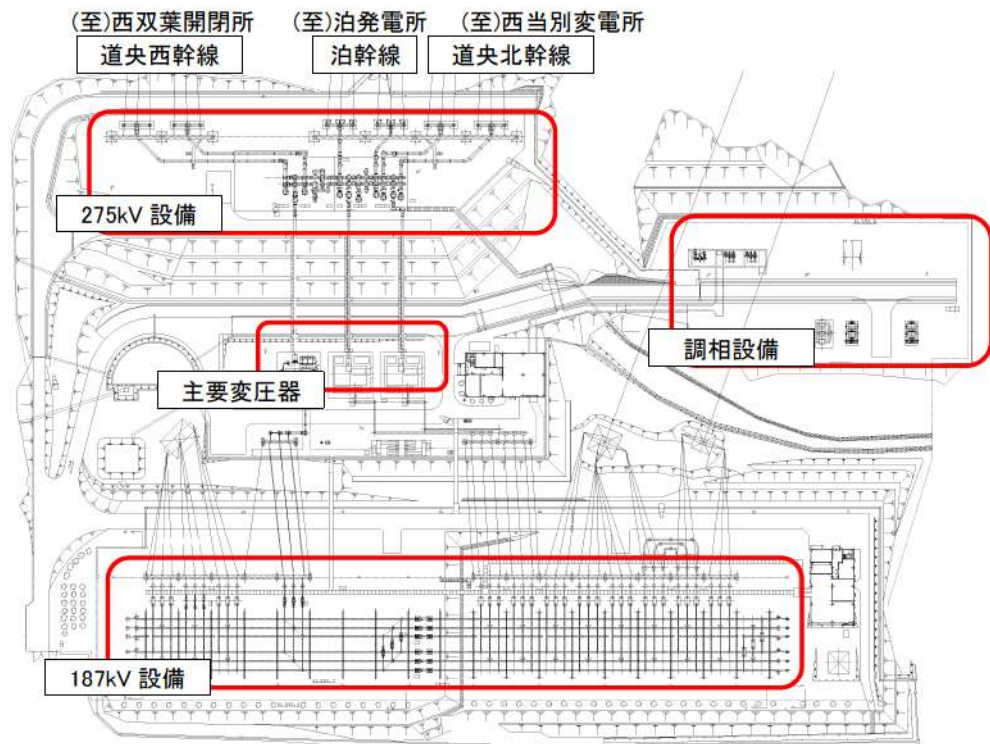 (至)西双葉開閉所 (至)泊発電所 (至)西当別変電所
道央西幹線 泊幹線 道央北幹線
275kV 設備
調相設備
主要変圧器
187kV 設備